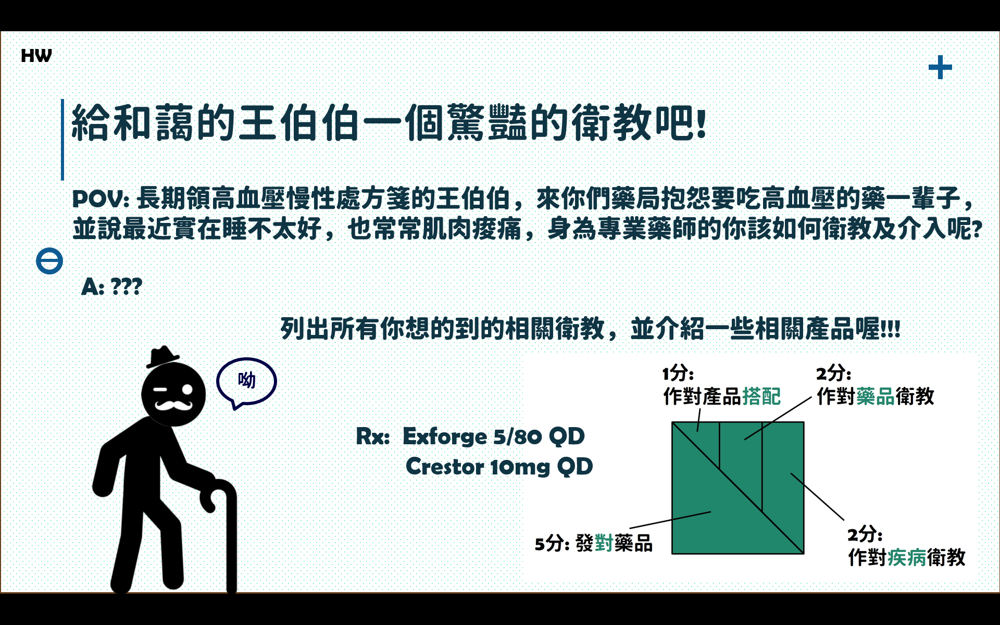 HW
給和藹的王伯伯一個驚豔的衛教吧!
POV: 長期領高血壓慢性處方箋的王伯伯，來你們藥局抱怨要吃高血壓的藥一輩子，
並說最近實在睡不太好，也常常肌肉痠痛，身為專業藥師的你該如何衛教及介入呢?
A: ???
列出所有你想的到的相關衛教，並介紹一些相關產品喔!!!
呦
Rx: Exforge 5/80 QD
Crestor 10mg QD
1分:
作對產品搭配
2分:
作對藥品衛教
5分: 發對藥品
2分:
作對疾病衛教